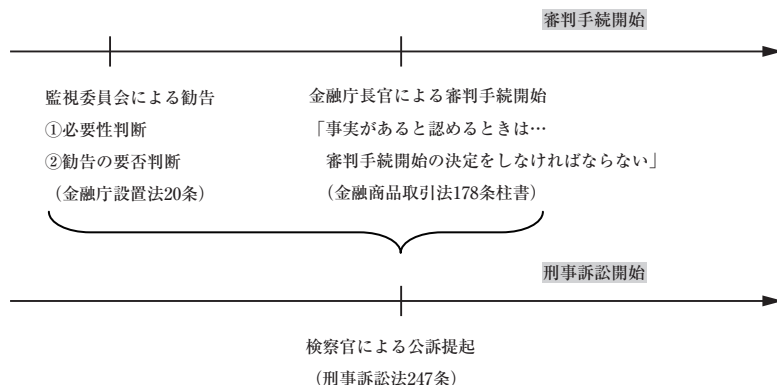 審判手続開始
監視委員会による勧告
①必要性判断
②勧告の要否判断
（金融庁設置法20条）
金融庁長官による審判手続開始
「事実があると認めるときは…
審判手続開始の決定をしなければならない」
（金融商品取引法178条柱書）
刑事訴訟開始
検察官による公訴提起
（刑事訴訟法247条）